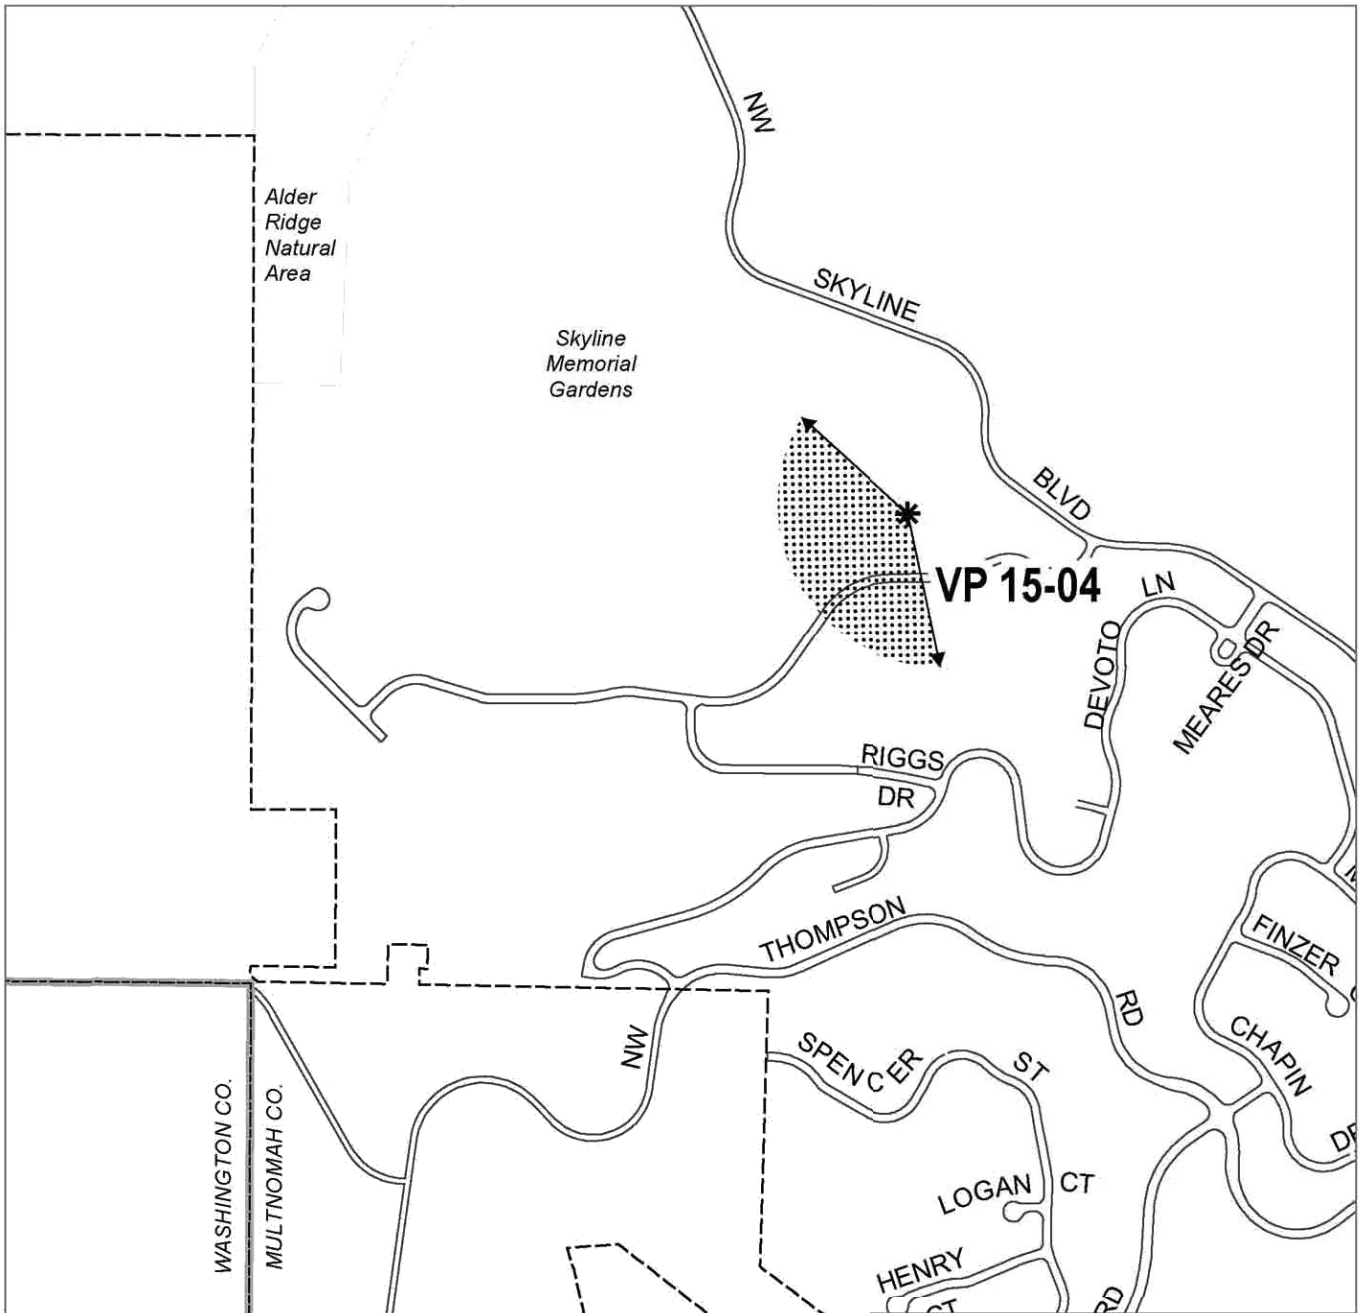 NW
Alder
Ridge
Natural
Area
SKYLINE
Skyline
Memorial
Gardens
BLVD
VP 15-04
LN
DEVOTO
MEARES DR
RIGGS
DR
THOMPSON
FINZER
RD
CHAPIN
NW
SPENCER
ST
WASHINGTON CO.
MULTNOMAH CO.
LOGAN
CT
HENRY
RD